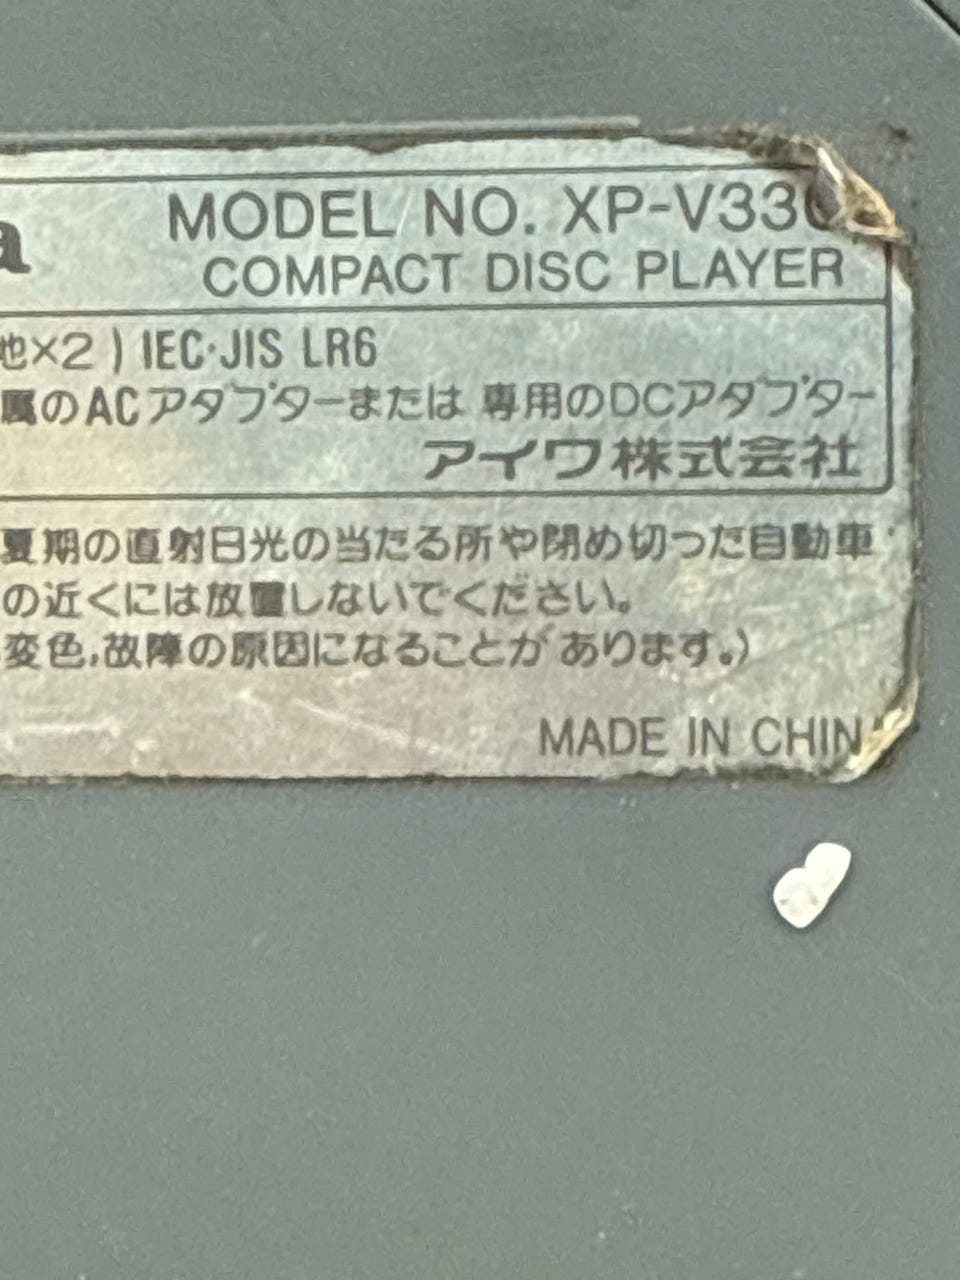 a
MODEL NO. XP-V330
COMPACT DISC PLAYER
池×2) IEC·JIS LR6
属のACアダプターまたは 専用のDCアダプター
アイワ株式会社
夏期の直射日光の当たる所や閉め切った自動車
の近くには放置しないでください。
変色,故障の原因になることがあります。)
MADE IN CHIN